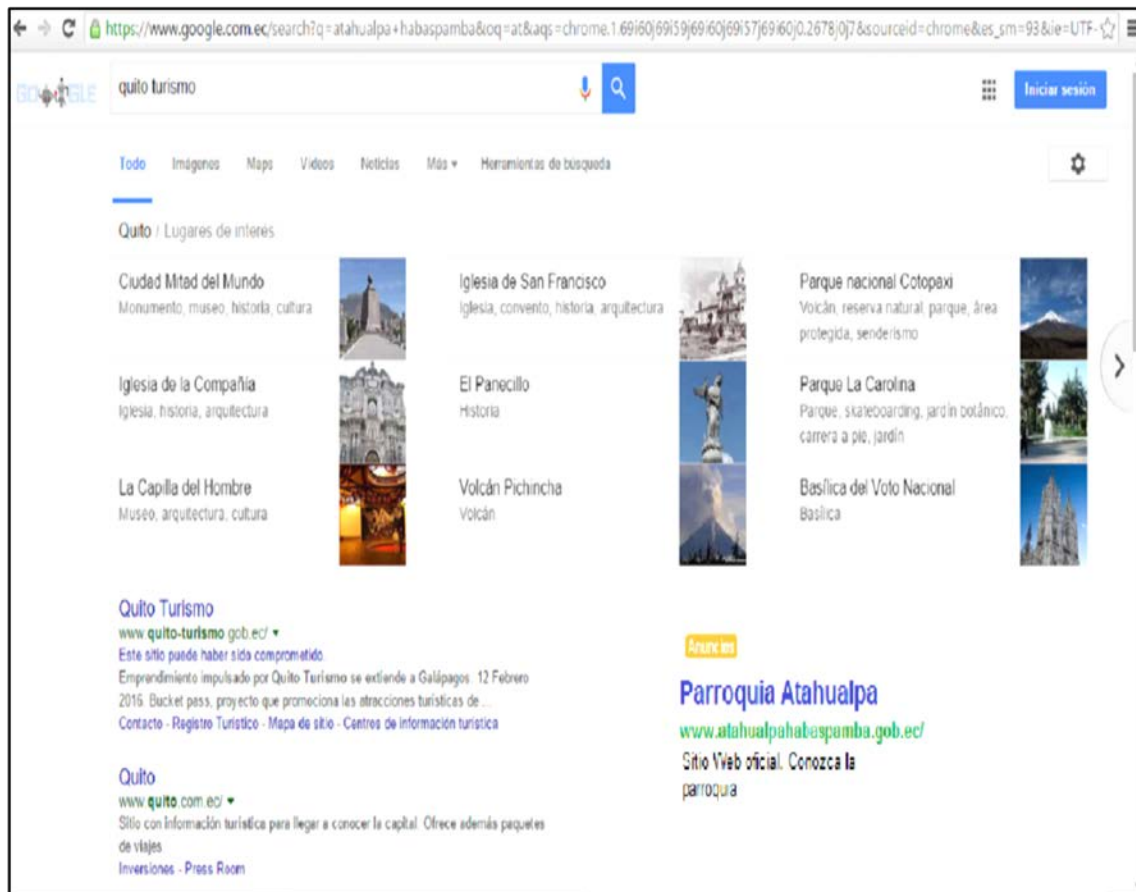 https://www.google.com.ec/search?q=atahualpa+habaspamba&oq=at&aqs=chrome.1.69i60j69i59j69i60j69i57j69i60j0.2678j0j7&sourceid=chrome&es_sm=93&ie=UTF-
quito turismo
Iniciar sesión
Todo Imágenes Maps Videos Noticias Más Herramientas de búsqueda
Quito / Lugares de interés
Ciudad Mitad del Mundo
Monumento, museo, historia, cultura
Iglesia de San Francisco
Iglesia, convento, historia, arquitectura
Parque nacional Cotopaxi
Volcán, reserva natural, parque, área
protegida, senderismo
Iglesia de la Compañía
Iglesia, historia, arquitectura
El Panecillo
Historia
Parque La Carolina
Parque, skateboarding, jardín botánico,
carrera a pie, jardín
La Capilla del Hombre
Museo, arquitectura, cultura
Volcán Pichincha
Volcán
Basílica del Voto Nacional
Basílica
Quito Turismo
www.quito-turismo.gob.ec/
Este sitio puede haber sido comprometido.
Emprendimiento impulsado por Quito Turismo se extiende a Galápagos. 12 Febrero
2016. Bucket pass, proyecto que promociona las atracciones turísticas de ...
Contacto - Registro Turistico - Mapa de sitio - Centros de información turistica
Quito
www.quito.com.ec/
Sitio con información turistica para llegar a conocer la capital. Ofrece además paquetes
de viajes
Inversiones - Press Room
Anuncios
Parroquia Atahualpa
www.atahualpahabaspamba.gob.ec/
Sitio Web oficial. Conozca la
parroquia